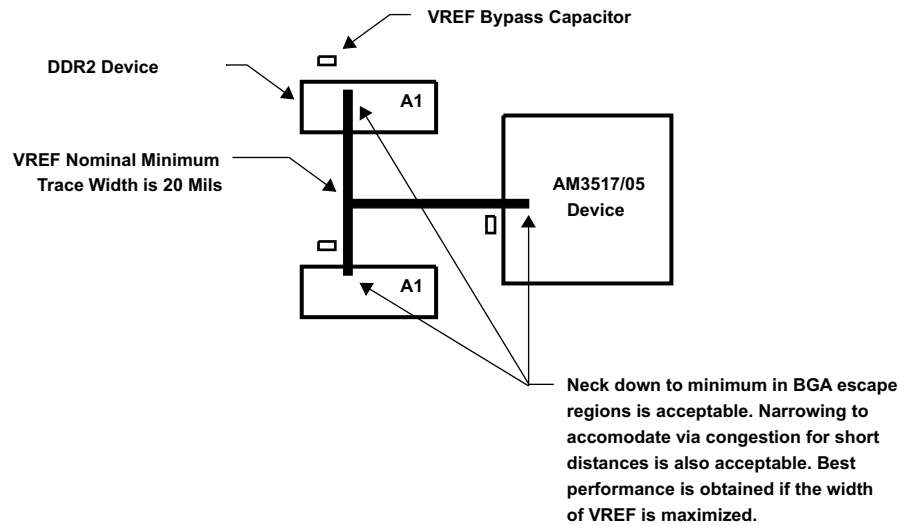 VREF Bypass Capacitor
DDR2 Device
A1
VREF Nominal Minimum
Trace Width is 20 Mils
AM3517/05
Device
A1
Neck down to minimum in BGA escape
regions is acceptable. Narrowing to
accomodate via congestion for short
distances is also acceptable. Best
performance is obtained if the width
of VREF is maximized.